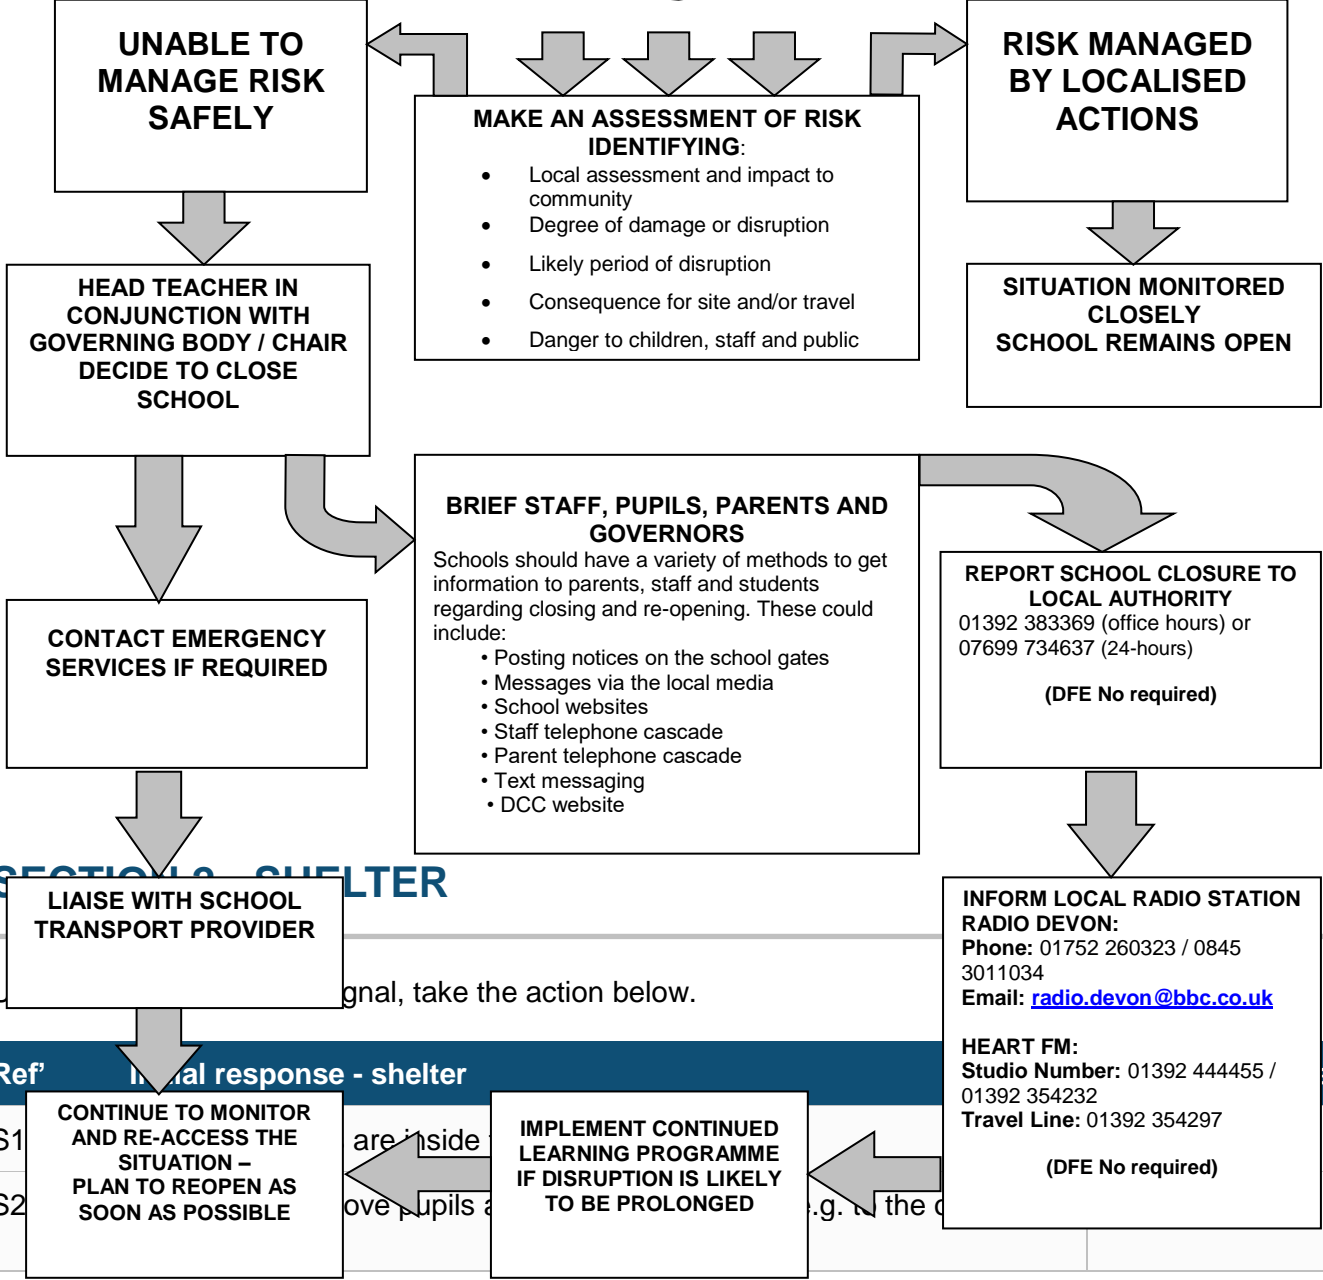 UNABLE TO
MANAGE RISK
SAFELY
MAKE AN ASSESSMENT OF RISK
IDENTIFYING:
• Local assessment and impact to
community
• Degree of damage or disruption
• Likely period of disruption
• Consequence for site and/or travel
• Danger to children, staff and public
RISK MANAGED
BY LOCALISED
ACTIONS
HEAD TEACHER IN
CONJUNCTION WITH
GOVERNING BODY / CHAIR
DECIDE TO CLOSE
SCHOOL
SITUATION MONITORED
CLOSELY
SCHOOL REMAINS OPEN
BRIEF STAFF, PUPILS, PARENTS AND
GOVERNORS
Schools should have a variety of methods to get
information to parents, staff and students
regarding closing and re-opening. These could
include:
• Posting notices on the school gates
• Messages via the local media
• School websites
• Staff telephone cascade
• Parent telephone cascade
• Text messaging
• DCC website
REPORT SCHOOL CLOSURE TO
LOCAL AUTHORITY
01392 383369 (office hours) or
07699 734637 (24-hours)
(DFE No required)
CONTACT EMERGENCY
SERVICES IF REQUIRED
SHELTER
LIAISE WITH SCHOOL
TRANSPORT PROVIDER
take the action below.
INFORM LOCAL RADIO STATION
RADIO DEVON:
Phone: 01752 260323 / 0845
3011034
Email: radio.devon@bbc.co.uk
HEART FM:
Studio Number: 01392 444455 /
01392 354232
Travel Line: 01392 354297
(DFE No required)
Ref’ response - shelter
S1 are inside
S2 pupils e.g. to the
CONTINUE TO MONITOR
AND RE-ACCESS THE
SITUATION –
PLAN TO REOPEN AS
SOON AS POSSIBLE
IMPLEMENT CONTINUED
LEARNING PROGRAMME
IF DISRUPTION IS LIKELY
TO BE PROLONGED